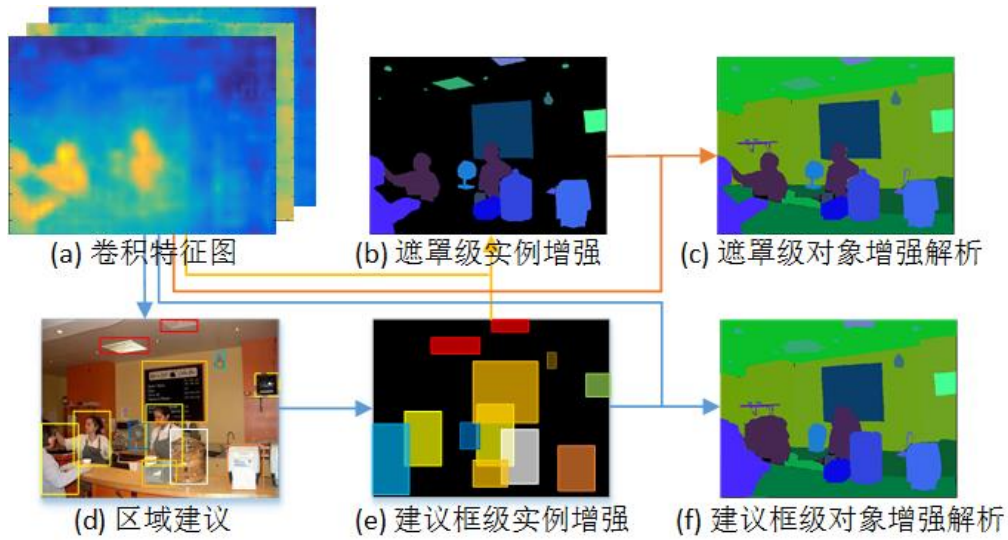 (a) 卷积特征图
(b) 遮罩级实例增强
(c) 遮罩级对象增强解析
(d) 区域建议
(e) 建议框级实例增强
(f) 建议框级对象增强解析